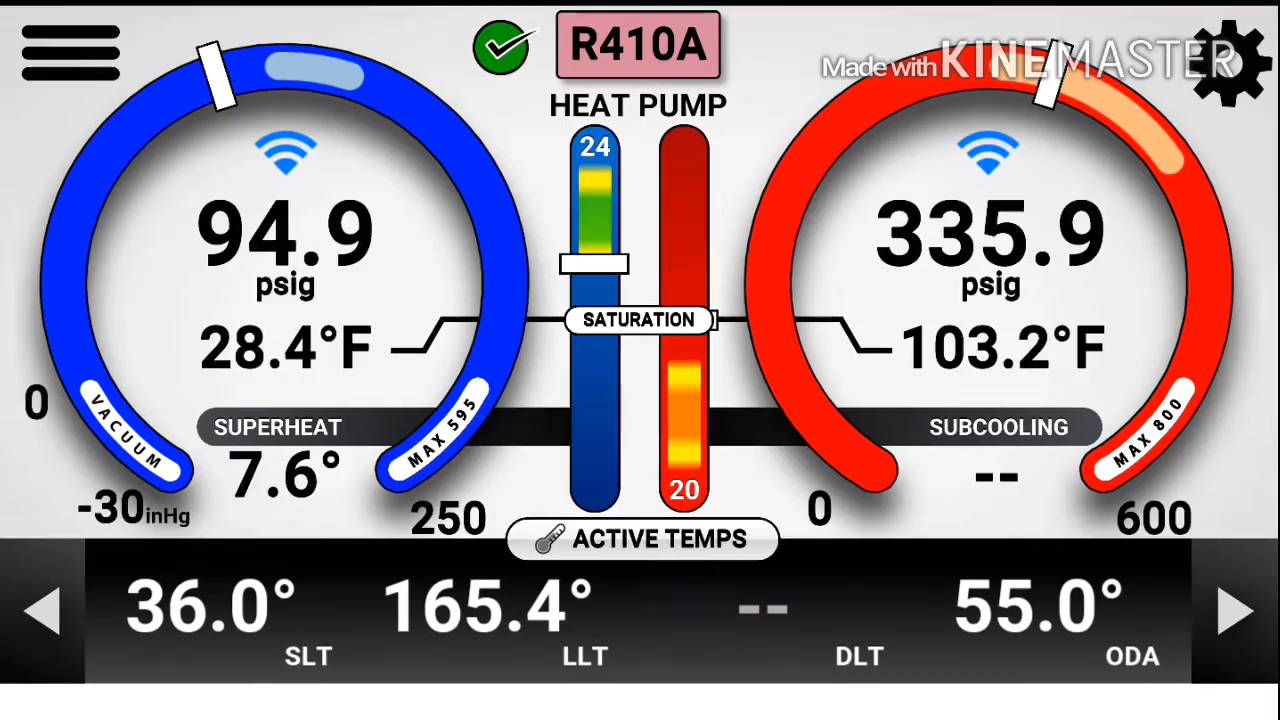 R410A
Made with KINEMASTER
HEAT PUMP
24
94.9
psig
28.4°F
335.9
psig
103.2°F
SATURATION
0
VACUUM
MAX 595
SUPERHEAT
7.6°
-30inHg
250
20
SUBCOOLING
--
MAX 800
0
600
ACTIVE TEMPS
36.0°
SLT
165.4°
LLT
--
DLT
55.0°
ODA